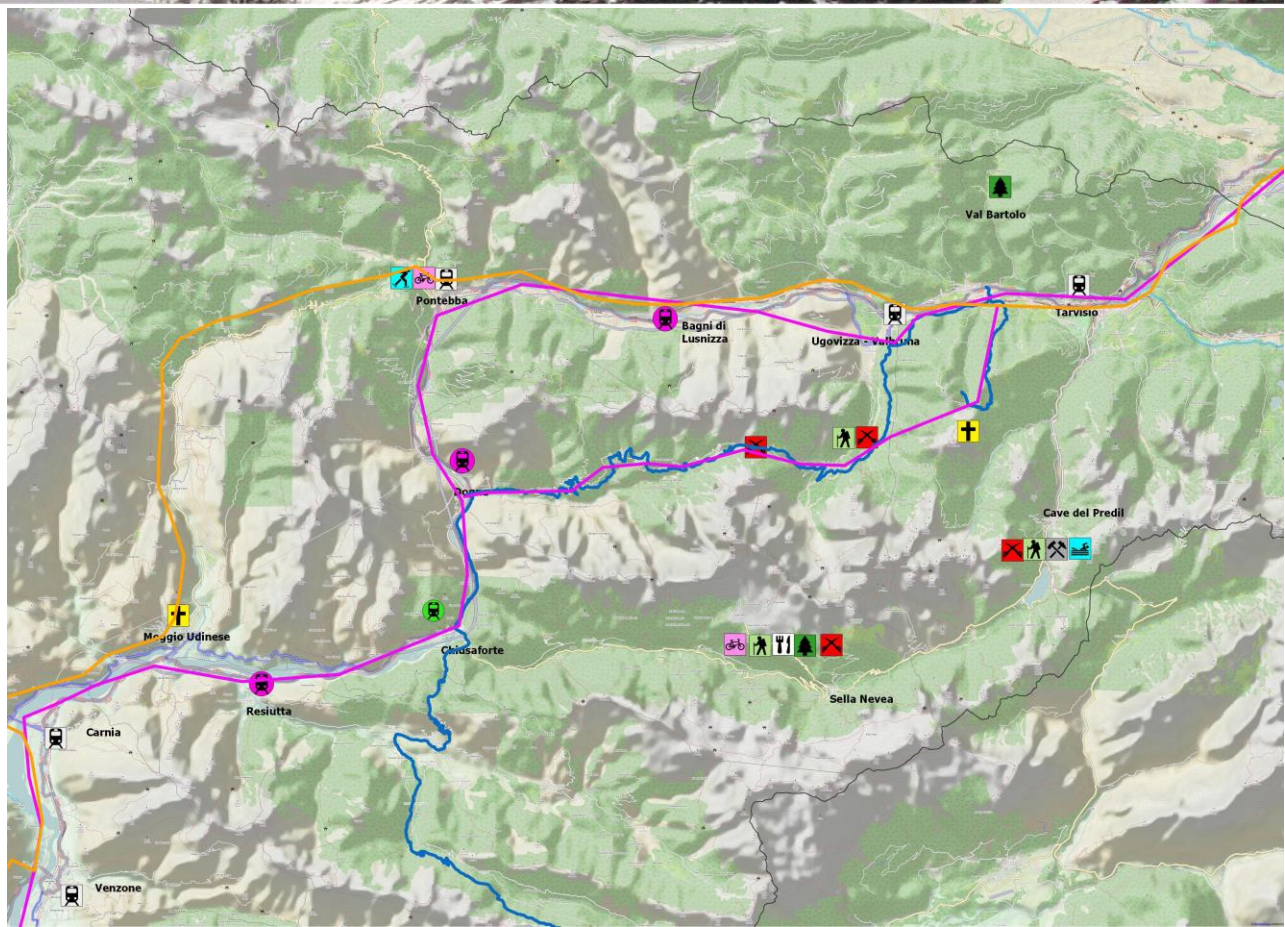 Val Bartolo
Pontebba
Tarvisio
Bagni di
Lusnizza
Ugovizza - Valbruna
Dogna
Cave del Predil
Moggio Udinese
Chiusaforte
Sella Nevea
Resiutta
Carnia
Venzone